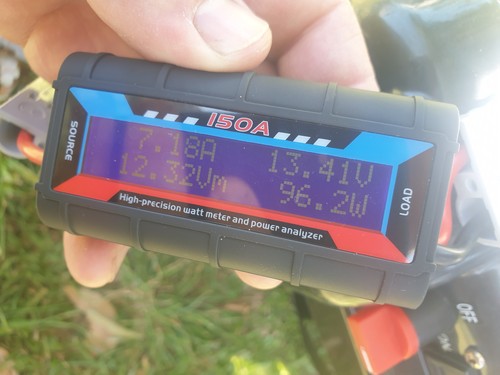 150A
SOURCE
7.18A 13.41V
12.32Vm 96.2W
LOAD
High-precision watt meter and power analyzer
OFF
ON